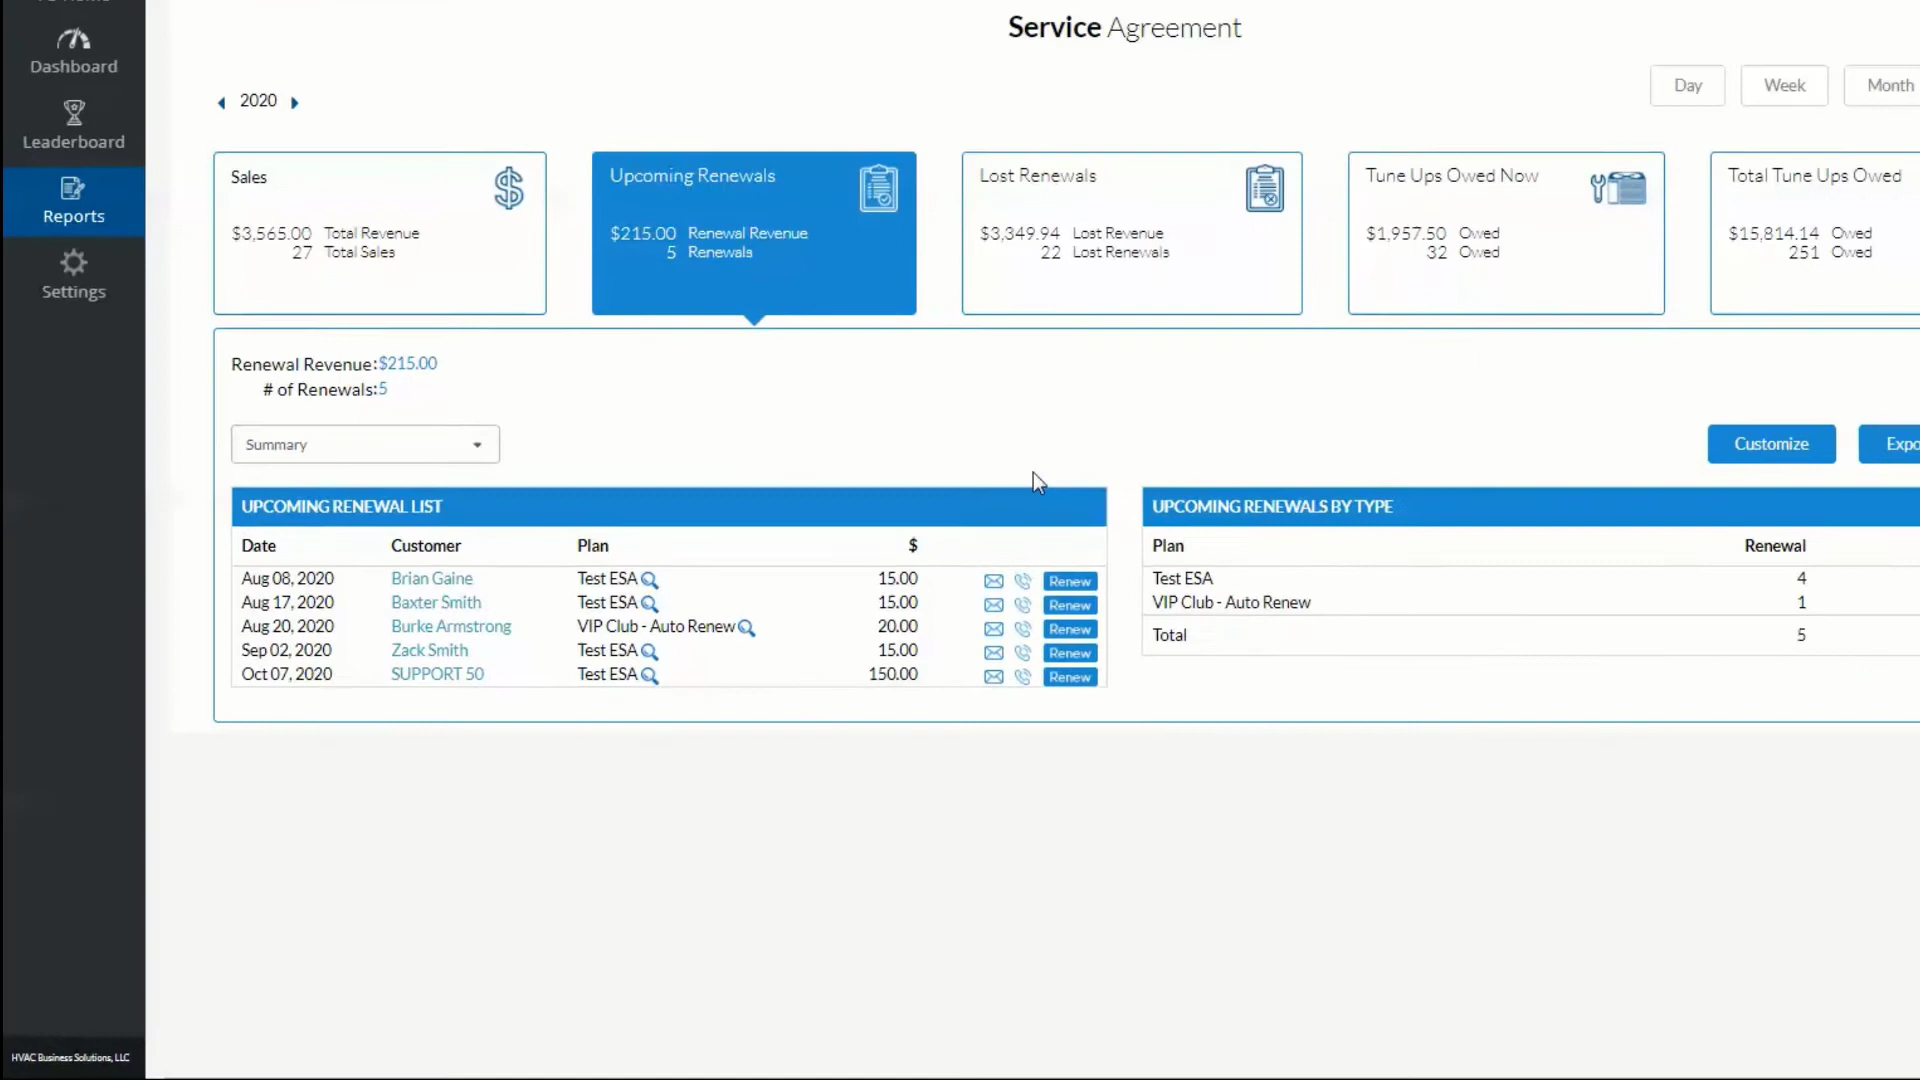 Service Agreement
Dashboard
Leaderboard
Reports
Settings
2020
Day Week Month
Sales
$3,565.00 Total Revenue
27 Total Sales
Upcoming Renewals
$215.00 Renewal Revenue
5 Renewals
Lost Renewals
$3,349.94 Lost Revenue
22 Lost Renewals
Tune Ups Owed Now
$1,957.50 Owed
32 Owed
Total Tune Ups Owed
$15,814.14 Owed
251 Owed
Renewal Revenue:$215.00
# of Renewals:5
Summary
Customize
Expo
UPCOMING RENEWAL LIST
Date Customer Plan $
Aug 08, 2020 Brian Gaine Test ESA 15.00 Renew
Aug 17, 2020 Baxter Smith Test ESA 15.00 Renew
Aug 20, 2020 Burke Armstrong VIP Club - Auto Renew 20.00 Renew
Sep 02, 2020 Zack Smith Test ESA 15.00 Renew
Oct 07, 2020 SUPPORT 50 Test ESA 150.00 Renew
UPCOMING RENEWALS BY TYPE
Plan Renewal
Test ESA 4
VIP Club - Auto Renew 1
Total 5
HVAC Business Solutions, LLC